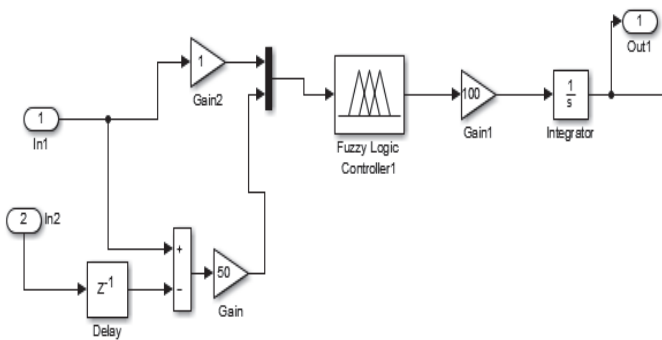 1
In1
1
Gain2
2
In2
Z-1
Delay
+
-
50
Gain
Fuzzy Logic
Controller1
100
Gain1
1
s
Integrator
1
Out1